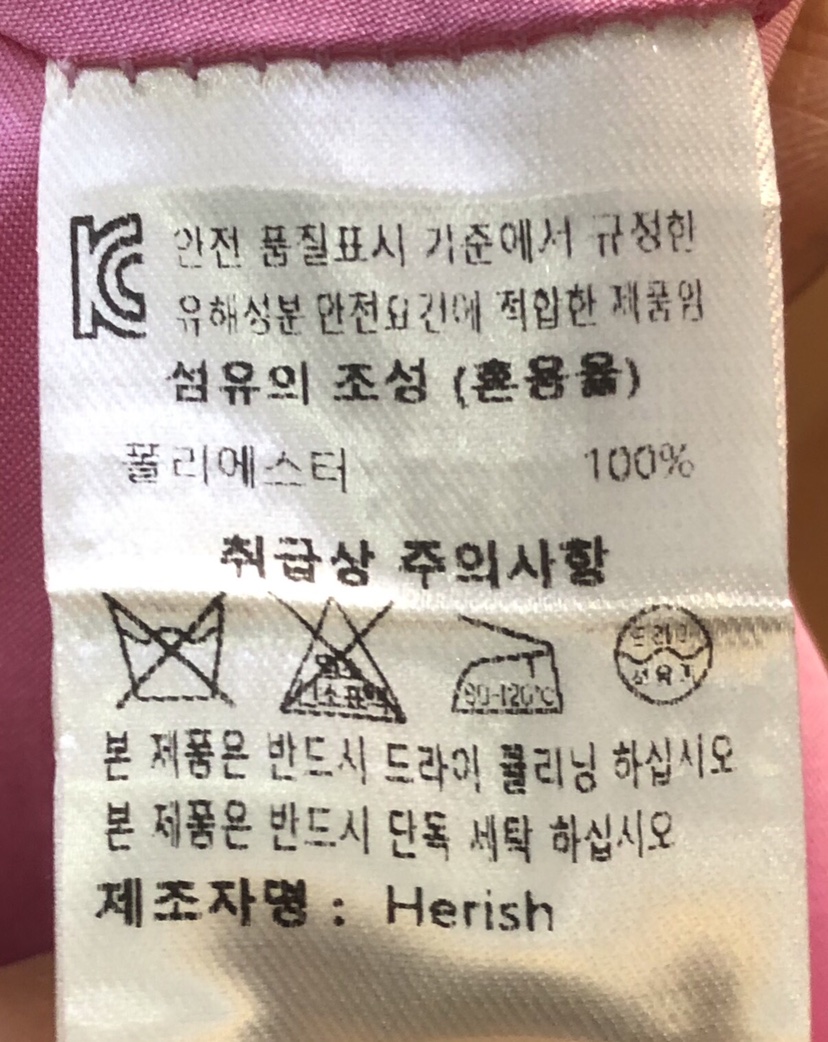 안전 품질표시 기준에서 규정한
유해성분 안전요건에 적합한 제품임
섬유의 조성 (혼용율)
폴리에스터 100%
취급상 주의사항
염소 드라이
산소표백 80-120℃ 석유계
본 제품은 반드시 드라이 클리닝 하십시오
본 제품은 반드시 단독 세탁 하십시오
제조자명 : Herish